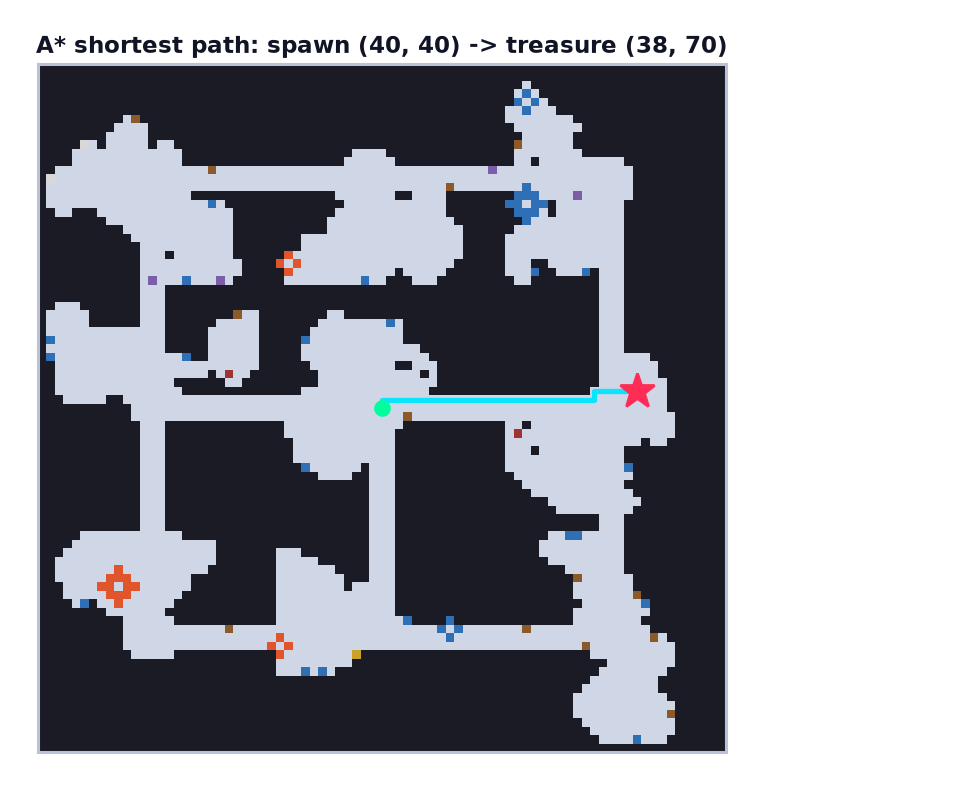 A* shortest path: spawn (40, 40) -> treasure (38, 70)